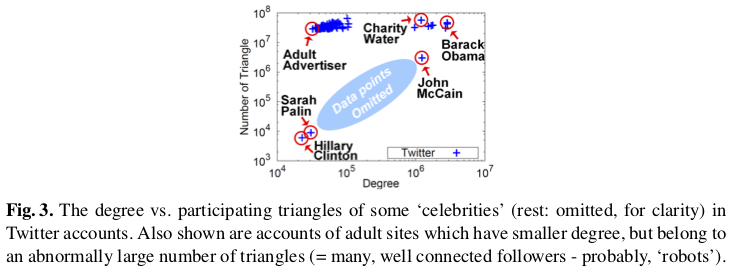 10^8
10^7
10^6
10^5
10^4
10^3
Number of Triangle
Adult
Advertiser
Charity
Water
Barack
Obama
John
McCain
Data points
Omitted
Sarah
Palin
Hillary
Clinton
Twitter
10^4 10^5 10^6 10^7
Degree
Fig. 3. The degree vs. participating triangles of some ‘celebrities’ (rest: omitted, for clarity) in
Twitter accounts. Also shown are accounts of adult sites which have smaller degree, but belong to
an abnormally large number of triangles (= many, well connected followers - probably, ‘robots’).